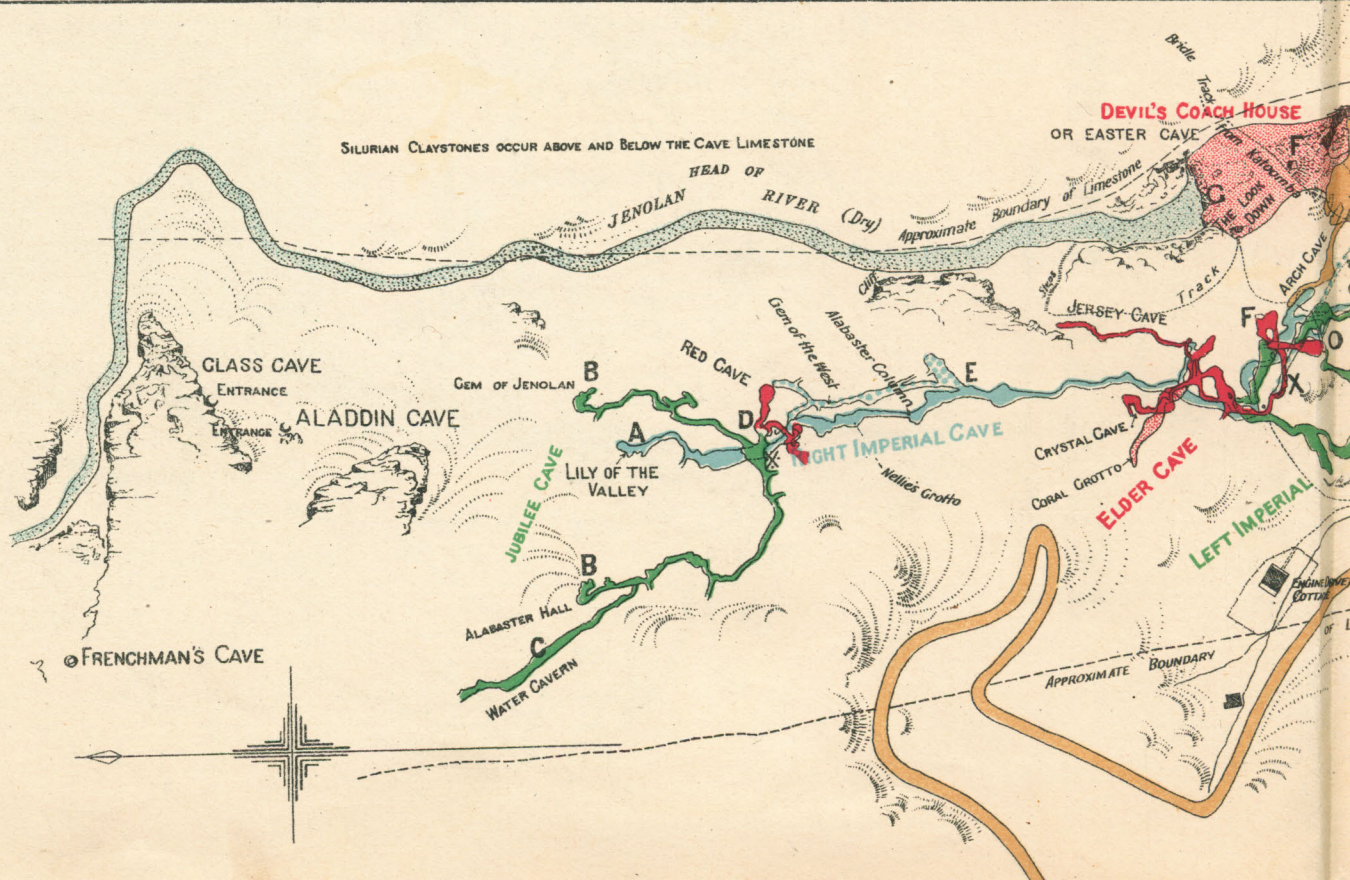 Bridle Track from Katoomba
DEVIL'S COACH HOUSE
OR EASTER CAVE
F
G
THE LOOK
DOWN
SILURIAN CLAYSTONES OCCUR ABOVE AND BELOW THE CAVE LIMESTONE
HEAD OF
JENOLAN RIVER (Dry)
Approximate Boundary of Limestone
Cliff
Steps
Track
ARCH CAVE
JERSEY CAVE
F
O
X
GLASS CAVE
ENTRANCE
ENTRANCE
ALADDIN CAVE
GEM OF JENOLAN
B
RED CAVE
Gem of the West
Alabaster Column
E
D
A
X
RIGHT IMPERIAL CAVE
LILY OF THE
VALLEY
JUBILEE CAVE
Nellie's Grotto
CRYSTAL CAVE
CORAL GROTTO
ELDER CAVE
LEFT IMPERIAL
B
ALABASTER HALL
C
WATER CAVERN
FRENCHMAN'S CAVE
APPROXIMATE BOUNDARY
OF L